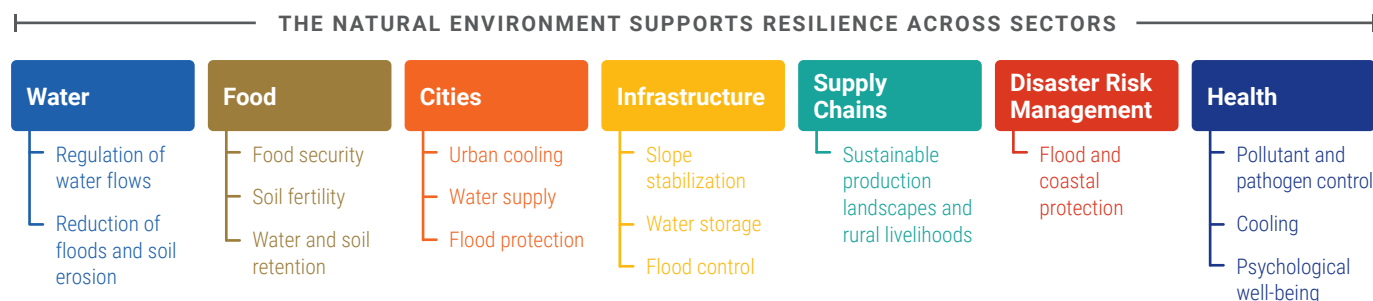 THE NATURAL ENVIRONMENT SUPPORTS RESILIENCE ACROSS SECTORS
Water
Regulation of
water flows
Reduction of
floods and soil
erosion
Food
Food security
Soil fertility
Water and soil
retention
Cities
Urban cooling
Water supply
Flood protection
Infrastructure
Slope
stabilization
Water storage
Flood control
Supply
Chains
Sustainable
production
landscapes and
rural livelihoods
Disaster Risk
Management
Flood and
coastal
protection
Health
Pollutant and
pathogen control
Cooling
Psychological
well-being